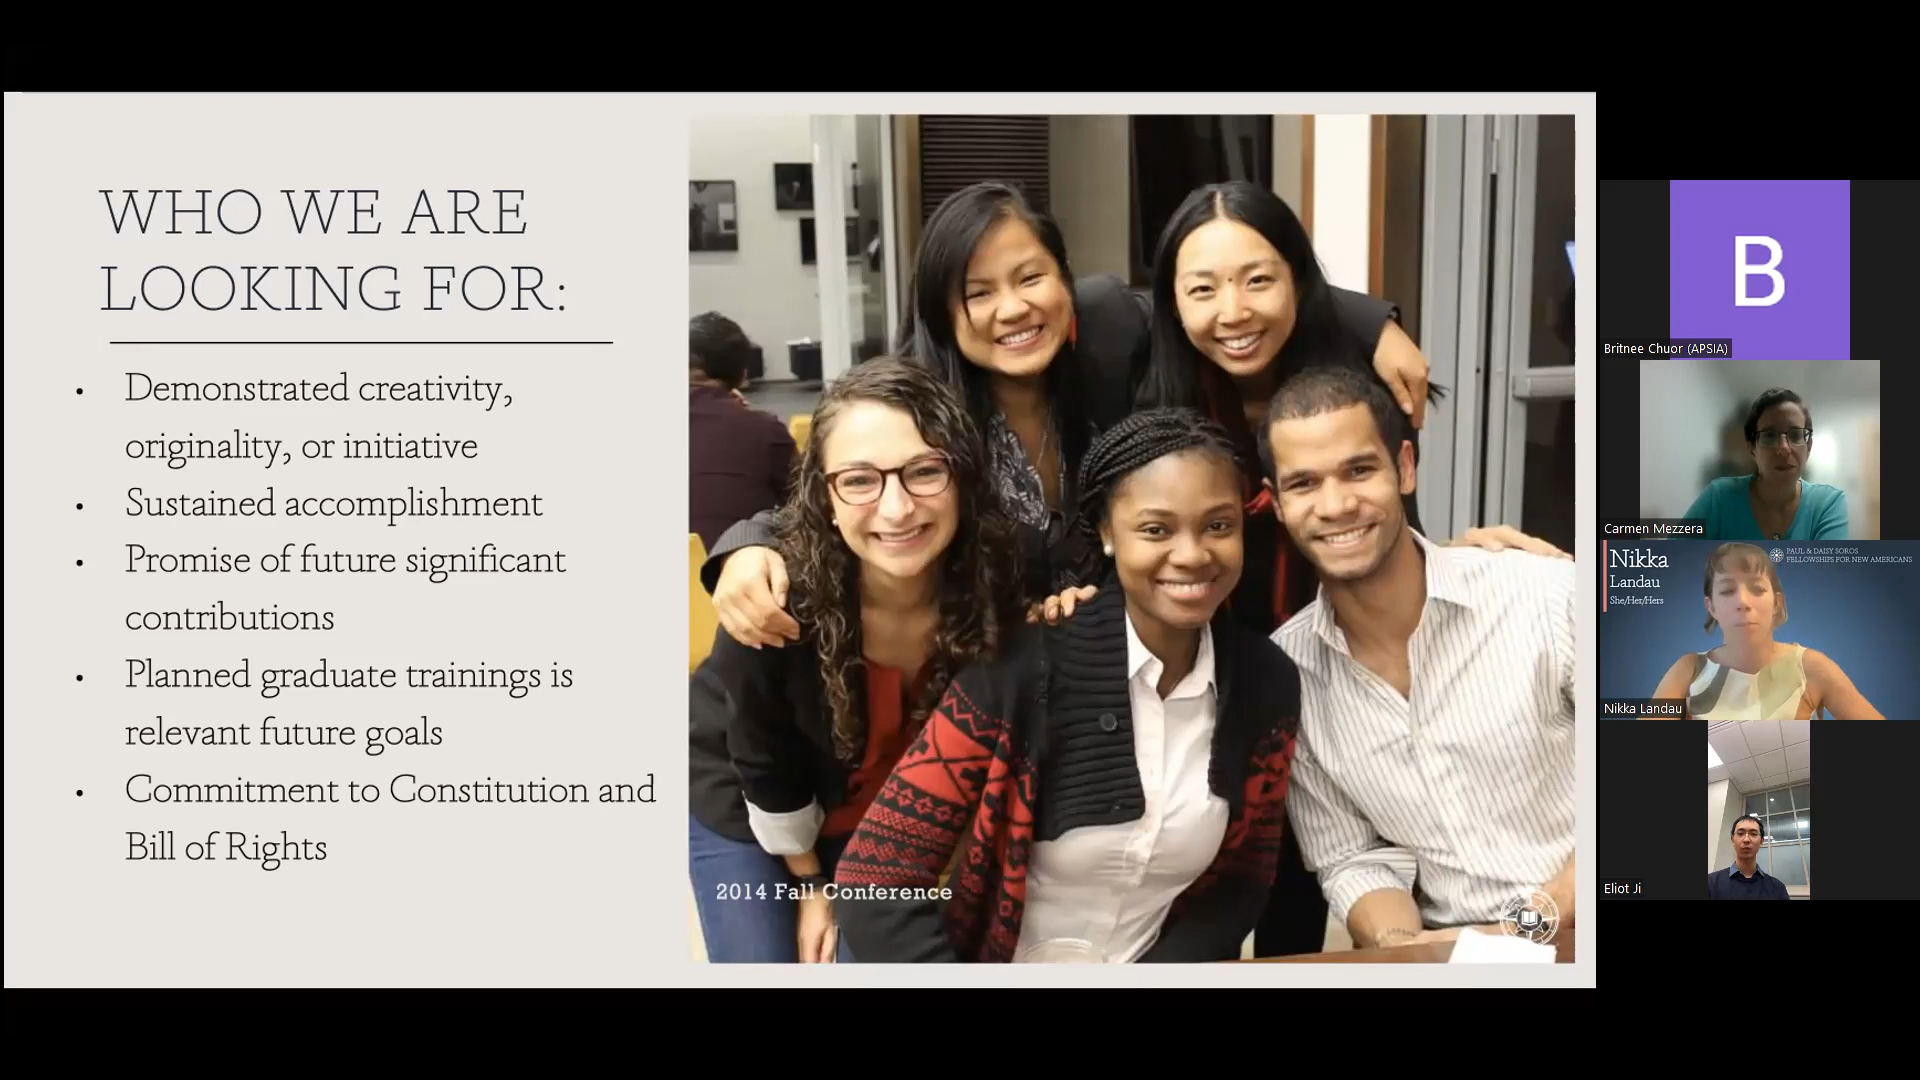 WHO WE ARE
LOOKING FOR:
• Demonstrated creativity,
originality, or initiative
• Sustained accomplishment
• Promise of future significant
contributions
• Planned graduate trainings is
relevant future goals
• Commitment to Constitution and
Bill of Rights
2014 Fall Conference
B
Britnee Chuor (APSIA)
Carmen Mezzera
Nikka
Landau
She/Her/Hers
PAUL & DAISY SOROS
FELLOWSHIPS FOR NEW AMERICANS
Nikka Landau
Eliot Ji